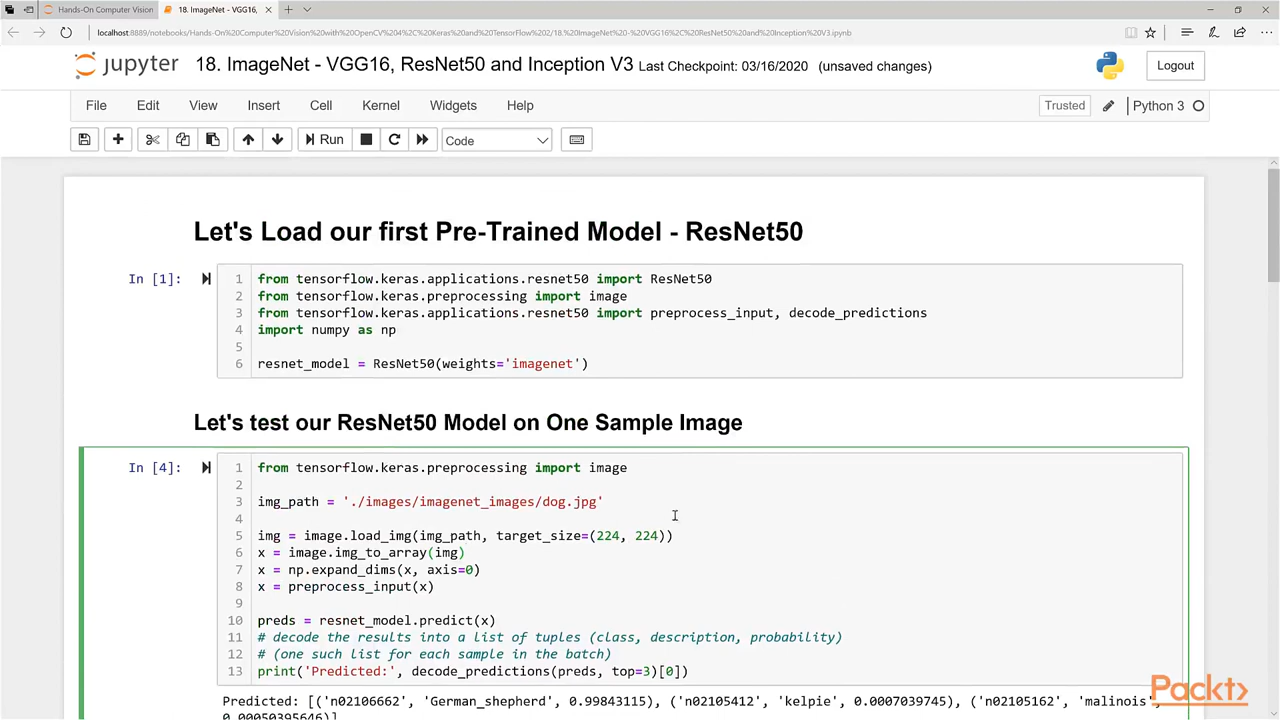 Hands-On Computer Vision
18. ImageNet - VGG16,
localhost:8889/notebooks/Hands-On%20Computer%20Vision%20with%20OpenCV%204%2C%20Keras%20and%20TensorFlow%202/18.%20ImageNet%20-%20VGG16%2C%20ResNet50%20and%20Inception%20V3.ipynb
jupyter 18. ImageNet - VGG16, ResNet50 and Inception V3 Last Checkpoint: 03/16/2020 (unsaved changes) Logout
File Edit View Insert Cell Kernel Widgets Help Trusted Python 3
Run Code
Let's Load our first Pre-Trained Model - ResNet50
In [1]: 1 from tensorflow.keras.applications.resnet50 import ResNet50
2 from tensorflow.keras.preprocessing import image
3 from tensorflow.keras.applications.resnet50 import preprocess_input, decode_predictions
4 import numpy as np
5
6 resnet_model = ResNet50(weights='imagenet')
Let's test our ResNet50 Model on One Sample Image
In [4]: 1 from tensorflow.keras.preprocessing import image
2
3 img_path = './images/imagenet_images/dog.jpg'
4
5 img = image.load_img(img_path, target_size=(224, 224))
6 x = image.img_to_array(img)
7 x = np.expand_dims(x, axis=0)
8 x = preprocess_input(x)
9
10 preds = resnet_model.predict(x)
11 # decode the results into a list of tuples (class, description, probability)
12 # (one such list for each sample in the batch)
13 print('Predicted:', decode_predictions(preds, top=3)[0])
Predicted: [('n02106662', 'German_shepherd', 0.99843115), ('n02105412', 'kelpie', 0.0007039745), ('n02105162', 'malinois',
0.00050395646)]
Packt>